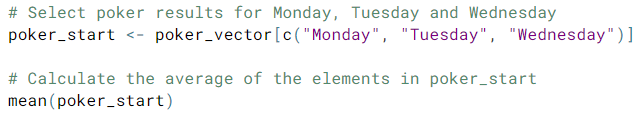 # Select poker results for Monday, Tuesday and Wednesday
poker_start <- poker_vector[c("Monday", "Tuesday", "Wednesday")]
# Calculate the average of the elements in poker_start
mean(poker_start)